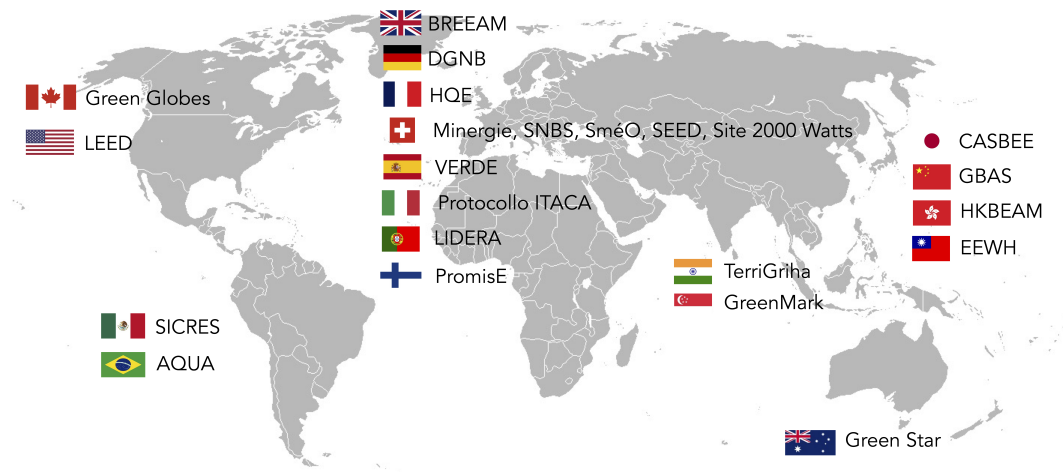 BREEAM
DGNB
HQE
Minergie, SNBS, SméO, SEED, Site 2000 Watts
VERDE
Protocollo ITACA
LIDERA
PromisE
Green Globes
LEED
SICRES
AQUA
CASBEE
GBAS
HKBEAM
EEWH
TerriGriha
GreenMark
Green Star